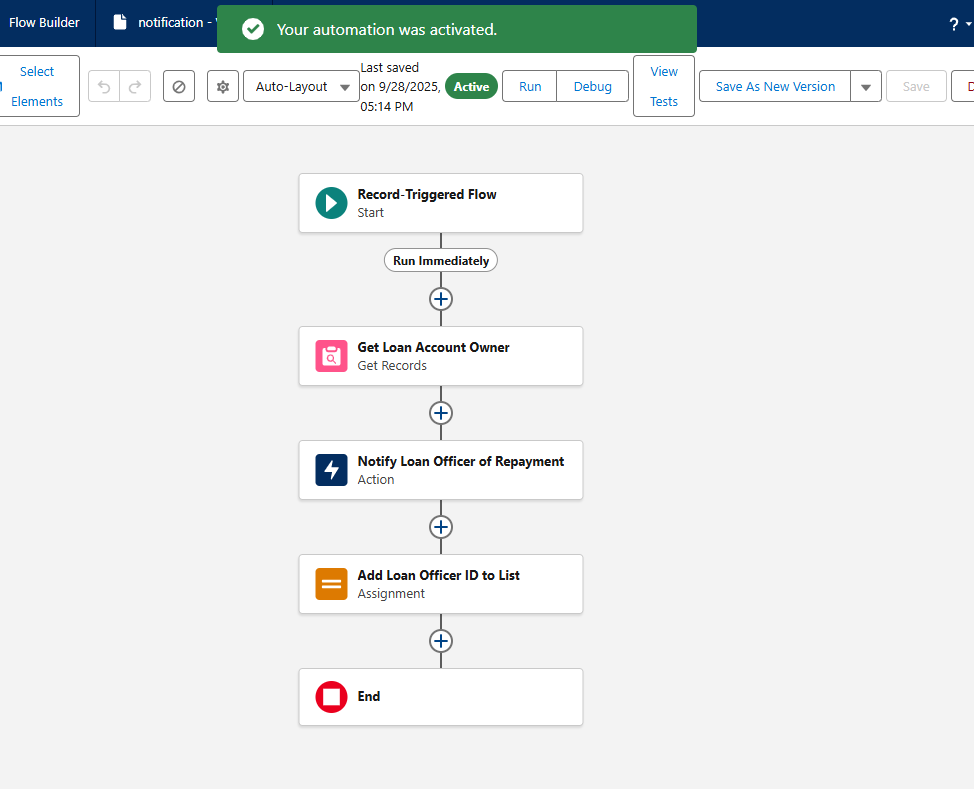 Flow Builder
notification -
Your automation was activated.
?
Select
Elements
Auto-Layout
Last saved
on 9/28/2025,
05:14 PM
Active
Run
Debug
View
Tests
Save As New Version
Save
Record-Triggered Flow
Start
Run Immediately
Get Loan Account Owner
Get Records
Notify Loan Officer of Repayment
Action
Add Loan Officer ID to List
Assignment
End